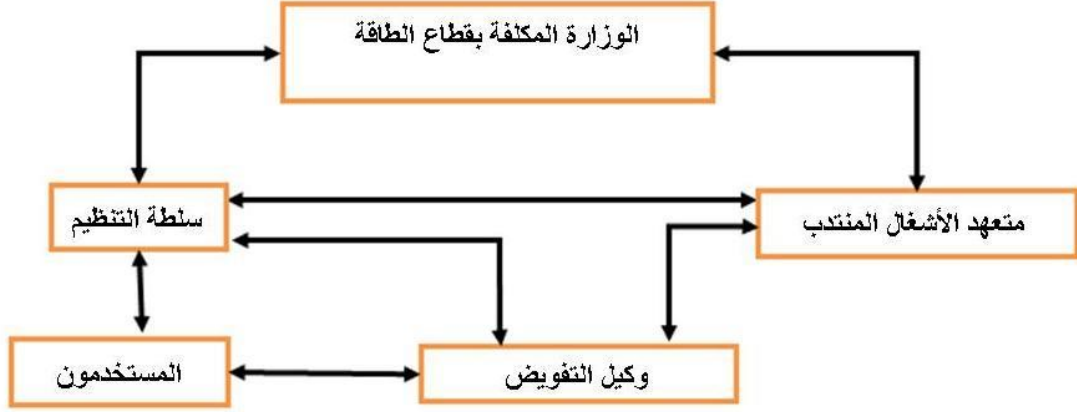 الوزارة المكلفة بقطاع الطاقة
سلطة التنظيم
متعهد الأشغال المنتدب
المستخدمون
وكيل التفويض